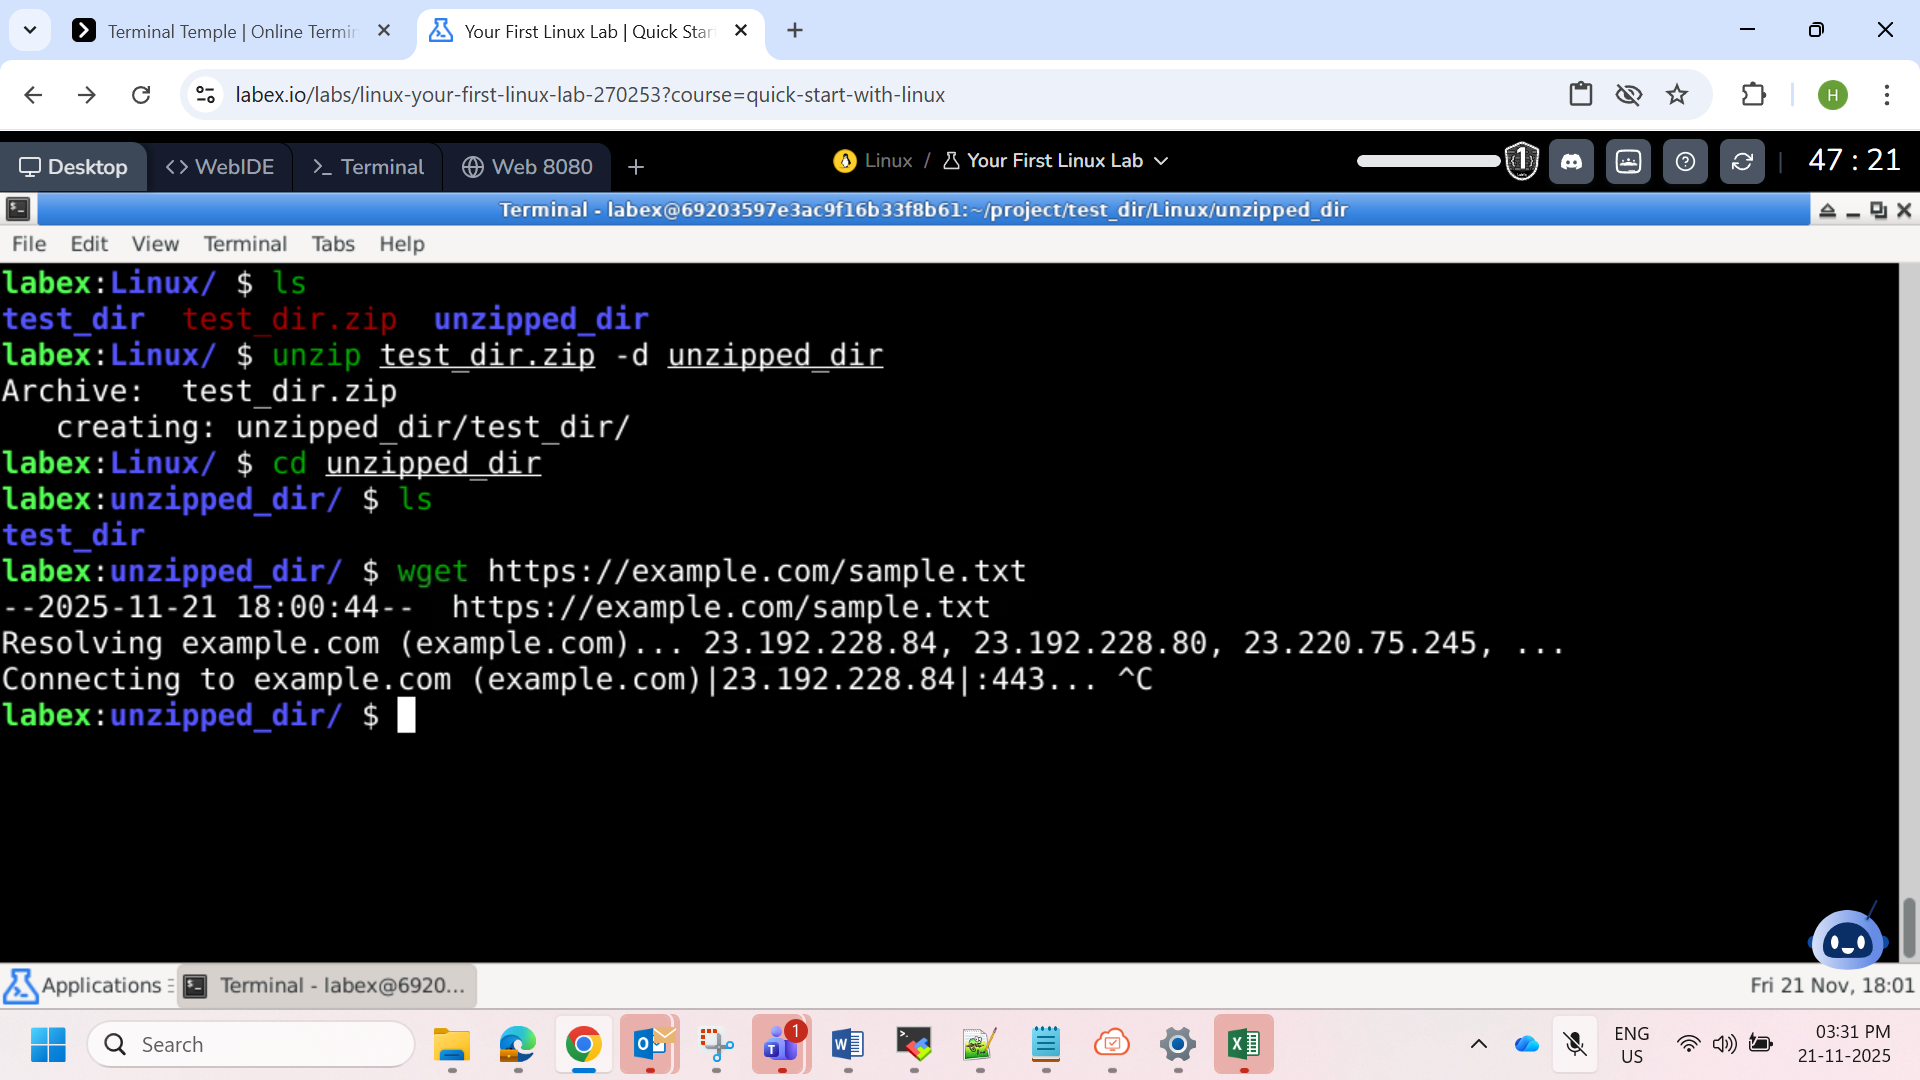 Terminal Temple | Online Termi
Your First Linux Lab | Quick Star
labex.io/labs/linux-your-first-linux-lab-270253?course=quick-start-with-linux
H
Desktop
<> WebIDE
>_ Terminal
Web 8080
Linux / Your First Linux Lab
1
47 : 21
Terminal - labex@69203597e3ac9f16b33f8b61:~/project/test_dir/Linux/unzipped_dir
File Edit View Terminal Tabs Help
labex:Linux/ $ ls
test_dir test_dir.zip unzipped_dir
labex:Linux/ $ unzip test_dir.zip -d unzipped_dir
Archive:  test_dir.zip
   creating: unzipped_dir/test_dir/
labex:Linux/ $ cd unzipped_dir
labex:unzipped_dir/ $ ls
test_dir
labex:unzipped_dir/ $ wget https://example.com/sample.txt
--2025-11-21 18:00:44--  https://example.com/sample.txt
Resolving example.com (example.com)... 23.192.228.84, 23.192.228.80, 23.220.75.245, ...
Connecting to example.com (example.com)|23.192.228.84|:443... ^C
labex:unzipped_dir/ $
Applications
Terminal - labex@6920...
Fri 21 Nov, 18:01
Search
1
ENG
US
03:31 PM
21-11-2025